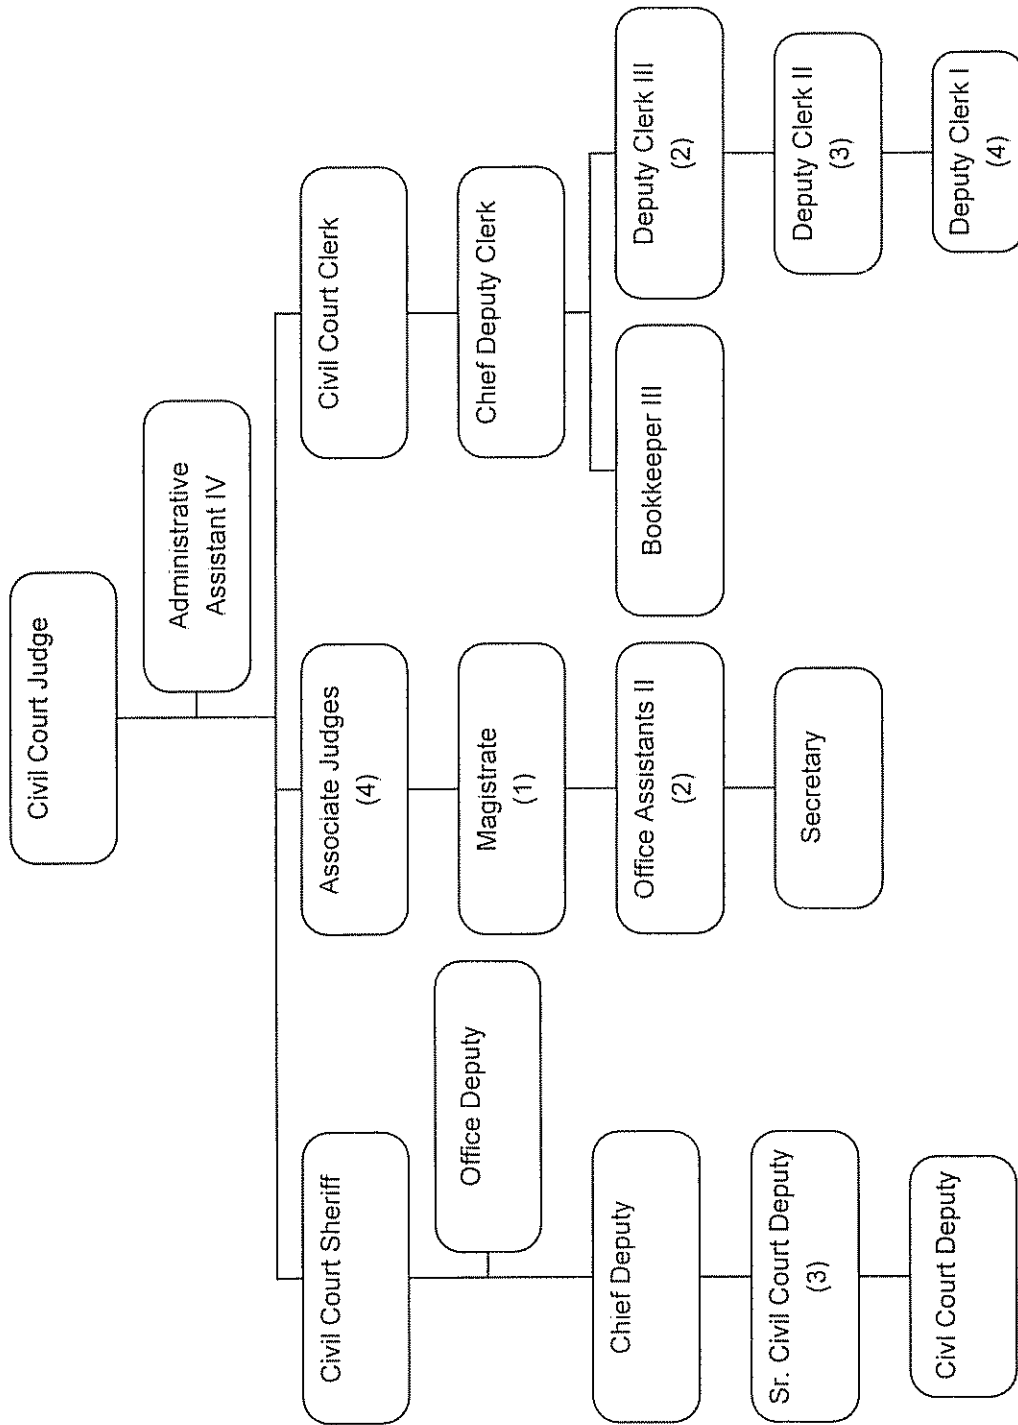 Civil Court Judge
Administrative
Assistant IV
Civil Court Sheriff
Associate Judges
(4)
Civil Court Clerk
Office Deputy
Magistrate
(1)
Chief Deputy Clerk
Chief Deputy
Office Assistants II
(2)
Bookkeeper III
Deputy Clerk III
(2)
Sr. Civil Court Deputy
(3)
Secretary
Deputy Clerk II
(3)
Civl Court Deputy
Deputy Clerk I
(4)